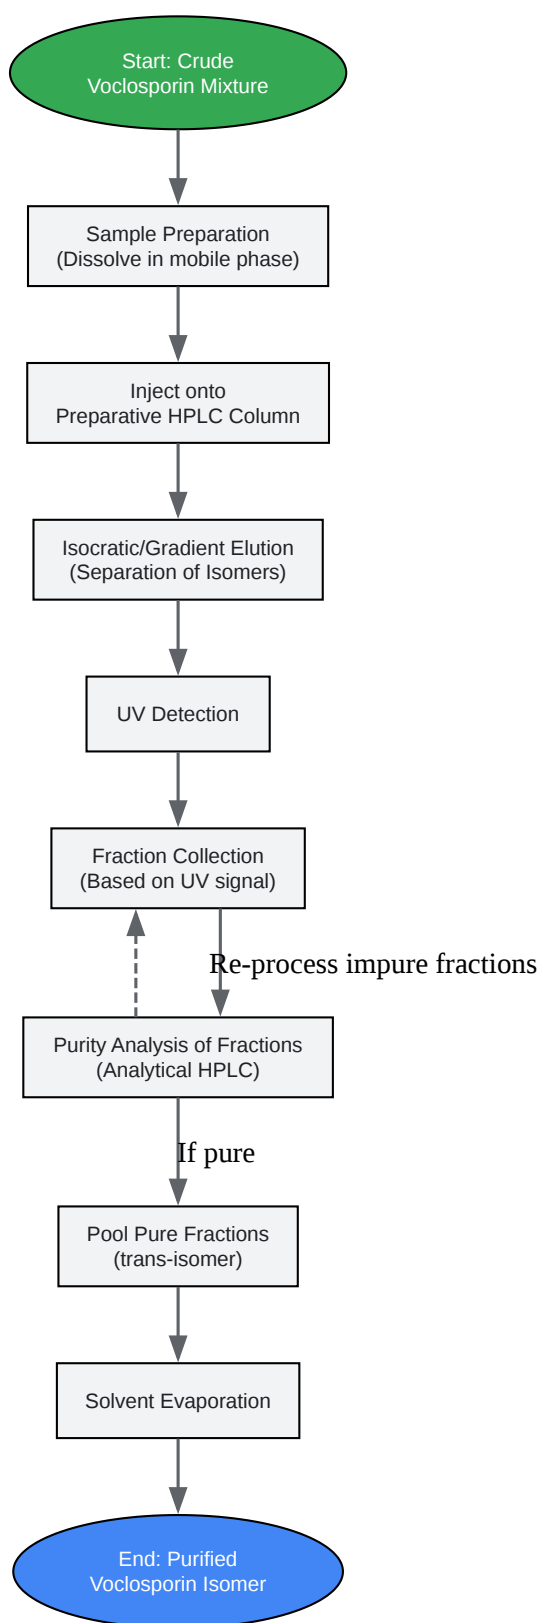 Start: Crude
Voclosporin Mixture
Sample Preparation
(Dissolve in mobile phase)
Inject onto
Preparative HPLC Column
Isocratic/Gradient Elution
(Separation of Isomers)
UV Detection
Fraction Collection
(Based on UV signal)
Re-process impure fractions
Purity Analysis of Fractions
(Analytical HPLC)
If pure
Pool Pure Fractions
(trans-isomer)
Solvent Evaporation
End: Purified
Voclosporin Isomer